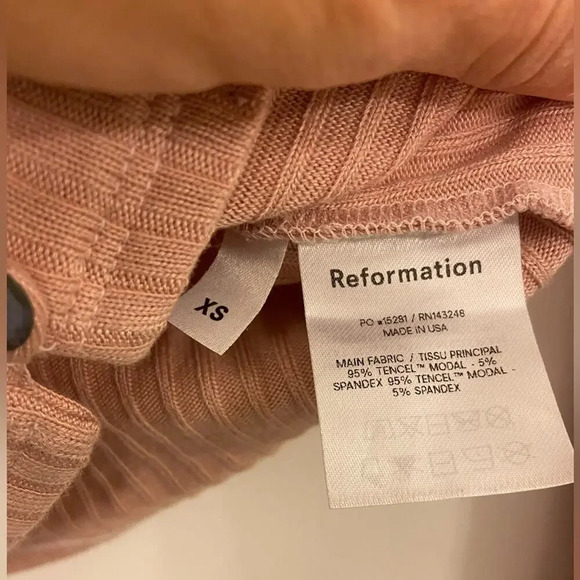 Reformation
XS
PO #15281 / RN143248
MADE IN USA
MAIN FABRIC / TISSU PRINCIPAL
95% TENCEL™ MODAL - 5%
SPANDEX 95% TENCEL™ MODAL -
5% SPANDEX